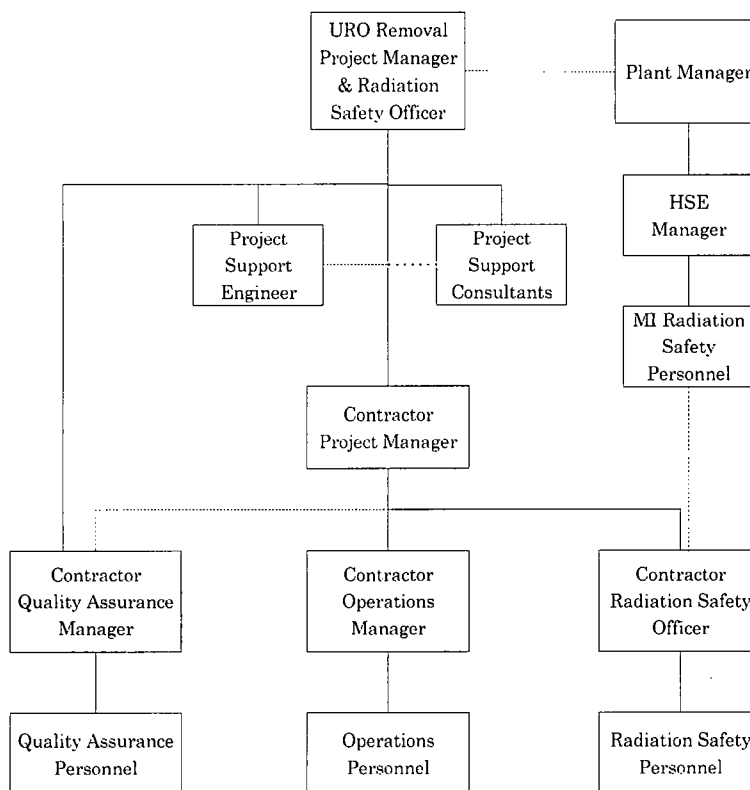 URO Removal
Project Manager
& Radiation
Safety Officer
Plant Manager
HSE
Manager
Project
Support
Engineer
Project
Support
Consultants
MI Radiation
Safety
Personnel
Contractor
Project Manager
Contractor
Quality Assurance
Manager
Contractor
Operations
Manager
Contractor
Radiation Safety
Officer
Quality Assurance
Personnel
Operations
Personnel
Radiation Safety
Personnel